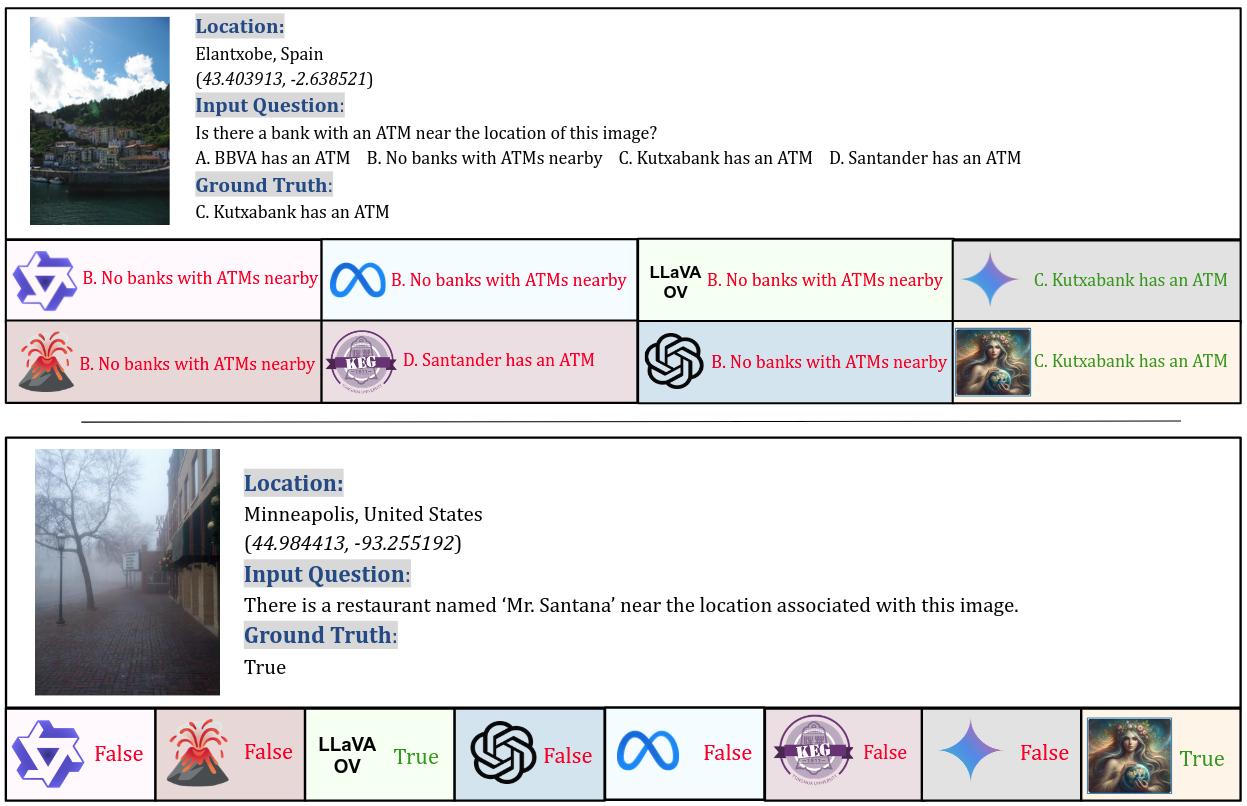 Location:
Elantxobe, Spain
(43.403913, -2.638521)
Input Question:
Is there a bank with an ATM near the location of this image?
A. BBVA has an ATM B. No banks with ATMs nearby C. Kutxabank has an ATM D. Santander has an ATM
Ground Truth:
C. Kutxabank has an ATM
B. No banks with ATMs nearby
B. No banks with ATMs nearby
LLaVA
OV
B. No banks with ATMs nearby
C. Kutxabank has an ATM
B. No banks with ATMs nearby
KEG
D. Santander has an ATM
B. No banks with ATMs nearby
C. Kutxabank has an ATM
Location:
Minneapolis, United States
(44.984413, -93.255192)
Input Question:
There is a restaurant named ‘Mr. Santana’ near the location associated with this image.
Ground Truth:
True
False
False
LLaVA
OV
True
False
False
KEG
False
False
True